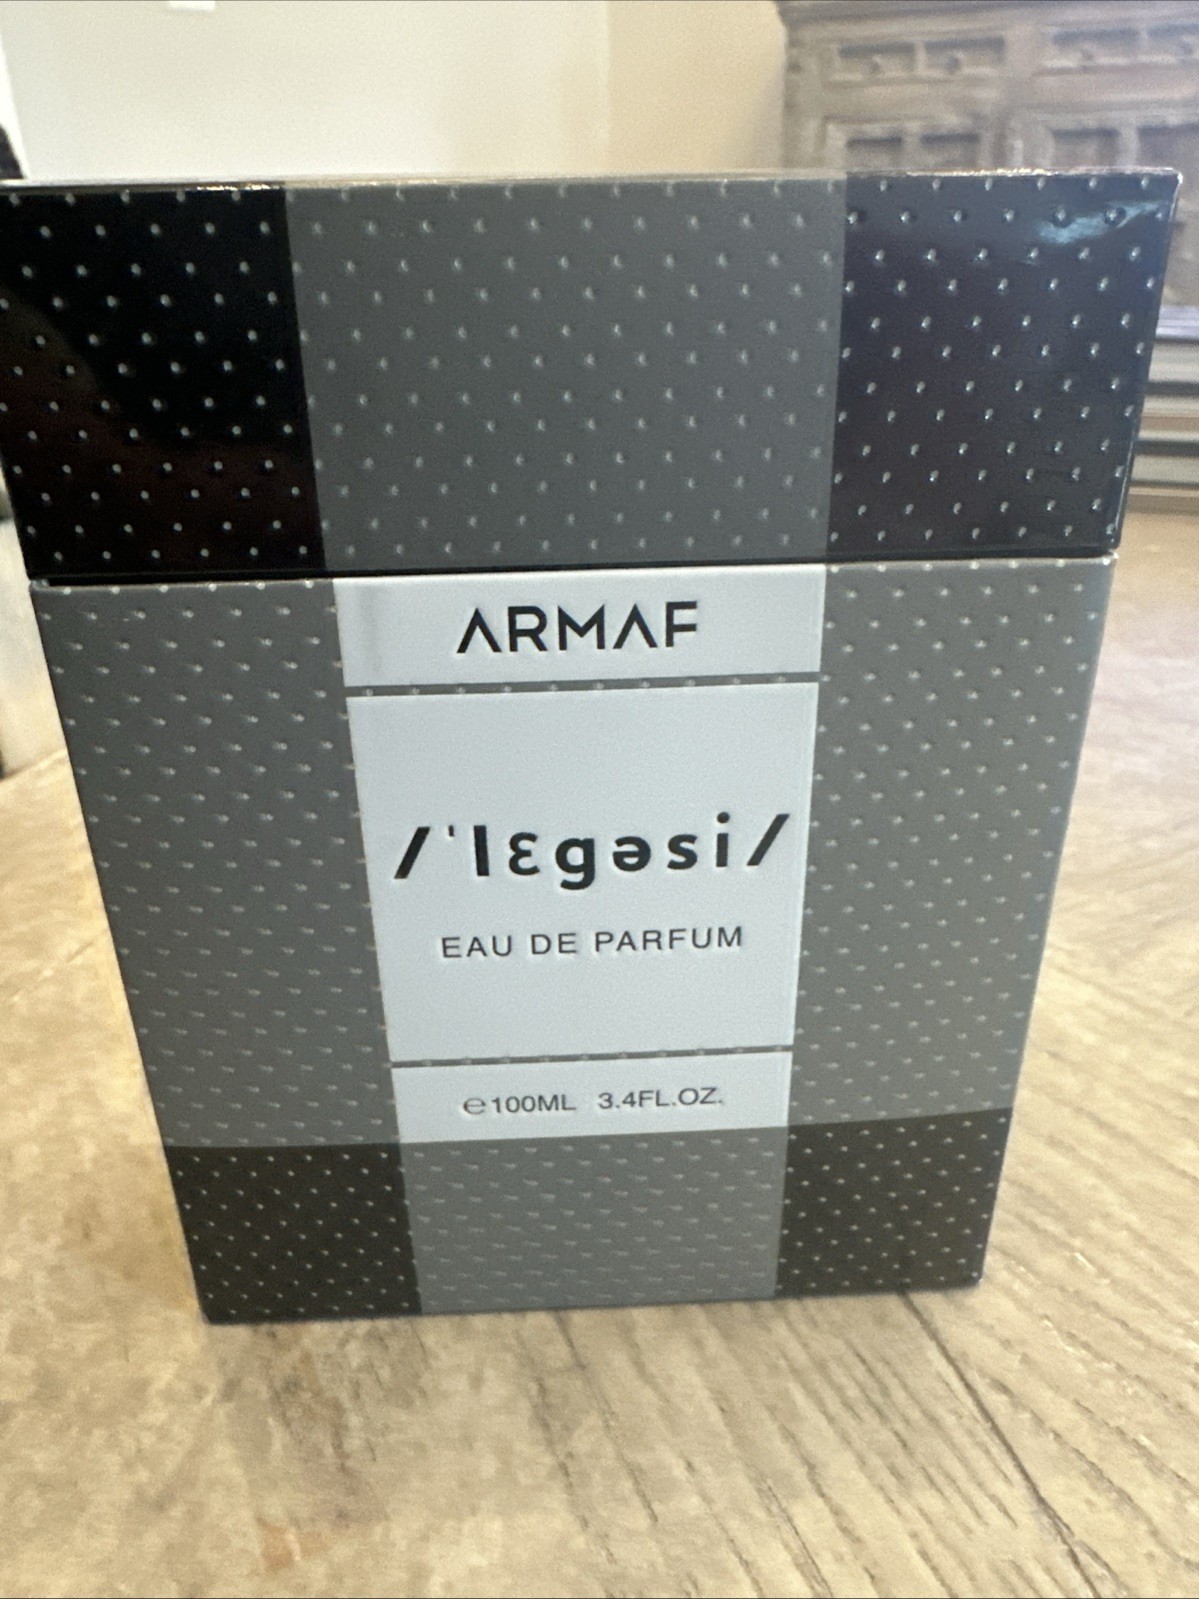 ARMAF
/ˈlɛgəsi/
EAU DE PARFUM
℮100ML 3.4FL.OZ.